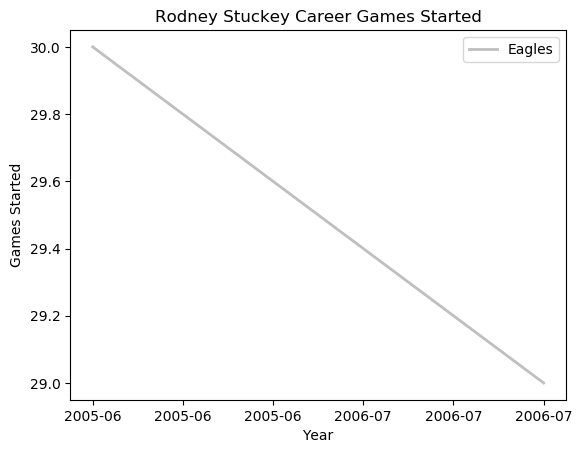 Rodney Stuckey Career Games Started
Eagles
30.0
29.8
29.6
29.4
29.2
29.0
Games Started
2005-06 2005-06 2005-06 2006-07 2006-07 2006-07
Year